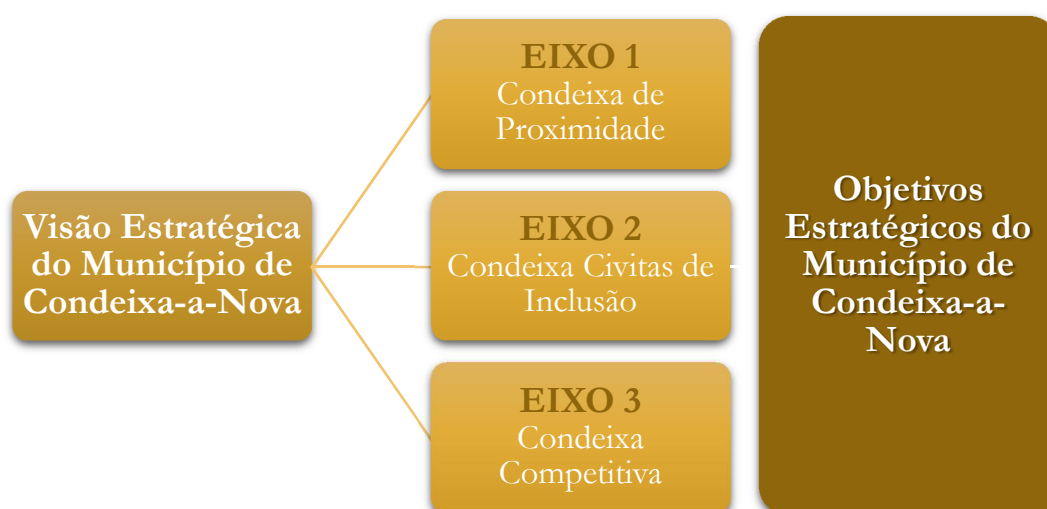 Visão Estratégica
do Município de
Condeixa-a-Nova
EIXO 1
Condeixa de
Proximidade
EIXO 2
Condeixa Civitas de
Inclusão
EIXO 3
Condeixa
Competitiva
Objetivos
Estratégicos do
Município de
Condeixa-a-
Nova